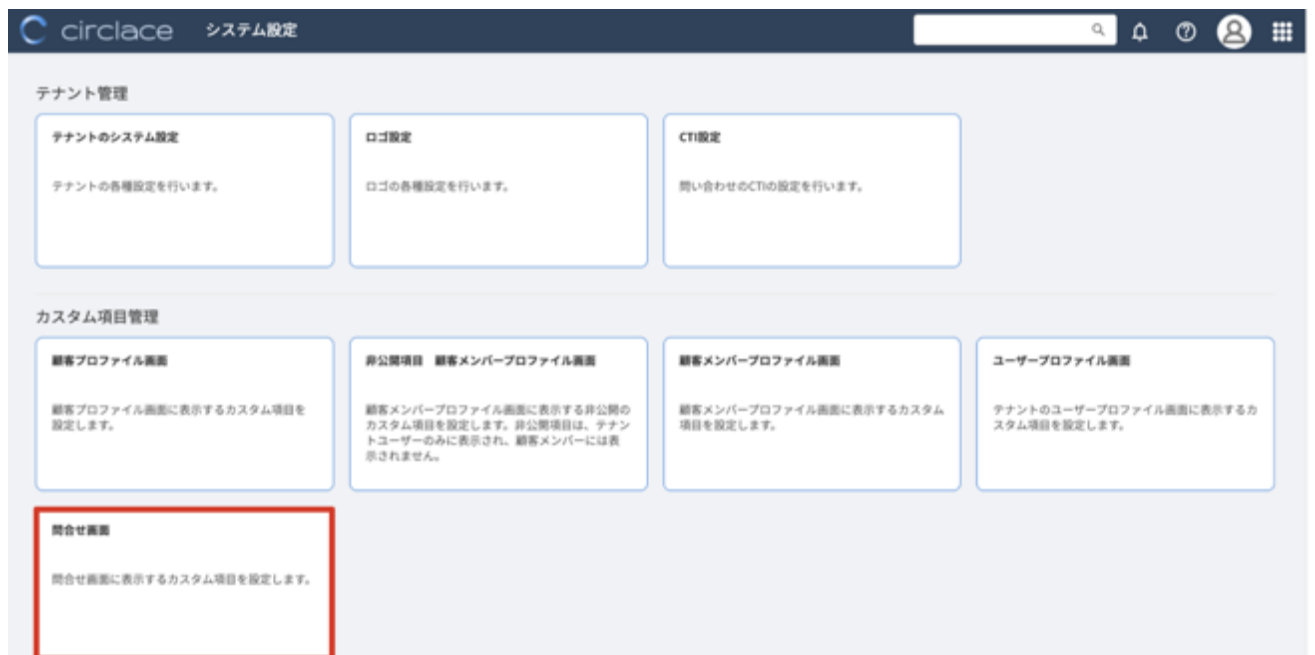 circlace システム設定
テナント管理
テナントのシステム設定
テナントの各種設定を行います。
ロゴ設定
ロゴの各種設定を行います。
CTI設定
問い合わせのCTIの設定を行います。
カスタム項目管理
顧客プロファイル画面
顧客プロファイル画面に表示するカスタム項目を
設定します。
非公開項目　顧客メンバープロファイル画面
顧客メンバープロファイル画面に表示する非公開の
カスタム項目を設定します。非公開項目は、テナン
トユーザーのみに表示され、顧客メンバーには表
示されません。
顧客メンバープロファイル画面
顧客メンバープロファイル画面に表示するカスタム
項目を設定します。
ユーザープロファイル画面
テナントのユーザープロファイル画面に表示するカ
スタム項目を設定します。
問合せ画面
問合せ画面に表示するカスタム項目を設定します。